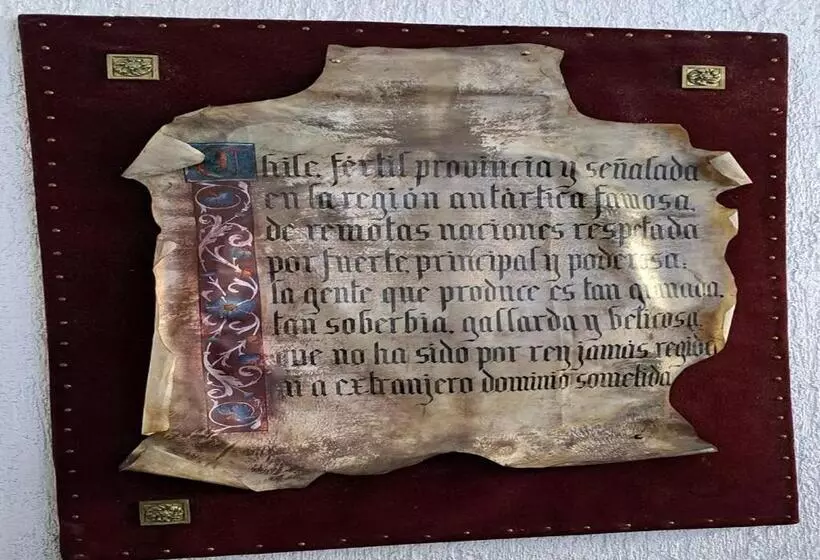 Chile, fértil provincia y señalada
en la región antártica famosa,
de remotas naciones respetada
por fuerte, principal y poderosa;
la gente que produce es tan granada,
tan soberbia, gallarda y belicosa,
que no ha sido por rey jamás regida
ni a extranjero dominio sometida